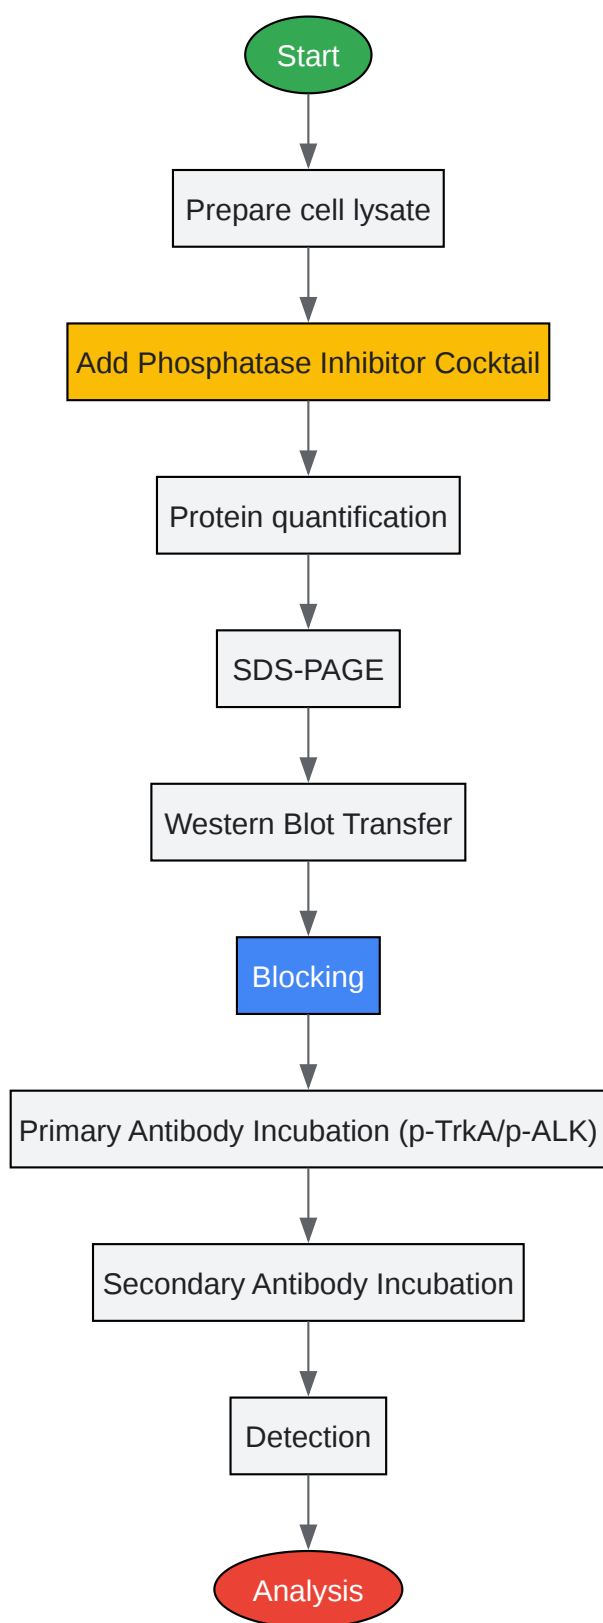 Start
Prepare cell lysate
Add Phosphatase Inhibitor Cocktail
Protein quantification
SDS-PAGE
Western Blot Transfer
Blocking
Primary Antibody Incubation (p-TrkA/p-ALK)
Secondary Antibody Incubation
Detection
Analysis